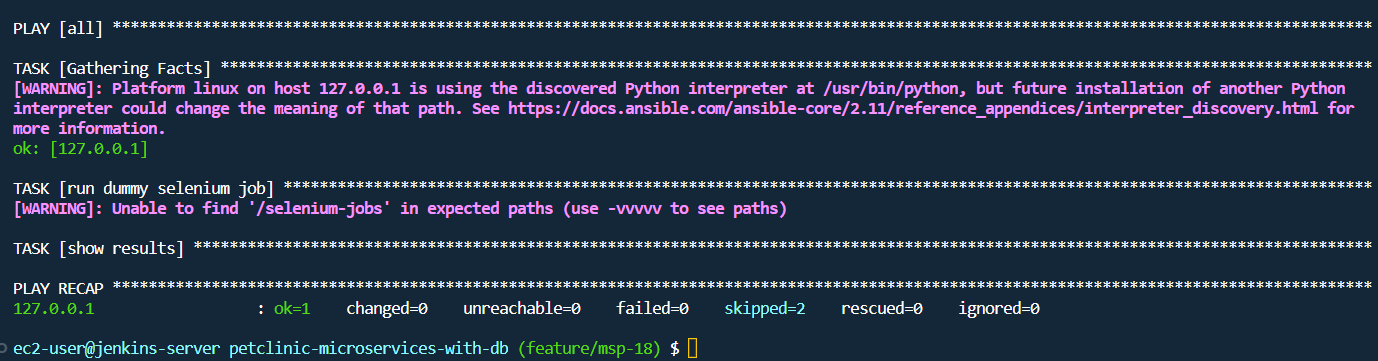 PLAY [all] ********************************************************************************************************************************************
TASK [Gathering Facts] ********************************************************************************************************************************
[WARNING]: Platform linux on host 127.0.0.1 is using the discovered Python interpreter at /usr/bin/python, but future installation of another Python
interpreter could change the meaning of that path. See https://docs.ansible.com/ansible-core/2.11/reference_appendices/interpreter_discovery.html for
more information.
ok: [127.0.0.1]
TASK [run dummy selenium job] *************************************************************************************************************************
[WARNING]: Unable to find '/selenium-jobs' in expected paths (use -vvvvv to see paths)
TASK [show results] ***********************************************************************************************************************************
PLAY RECAP ********************************************************************************************************************************************
127.0.0.1                  : ok=1    changed=0    unreachable=0    failed=0    skipped=2    rescued=0    ignored=0
ec2-user@jenkins-server petclinic-microservices-with-db (feature/msp-18) $